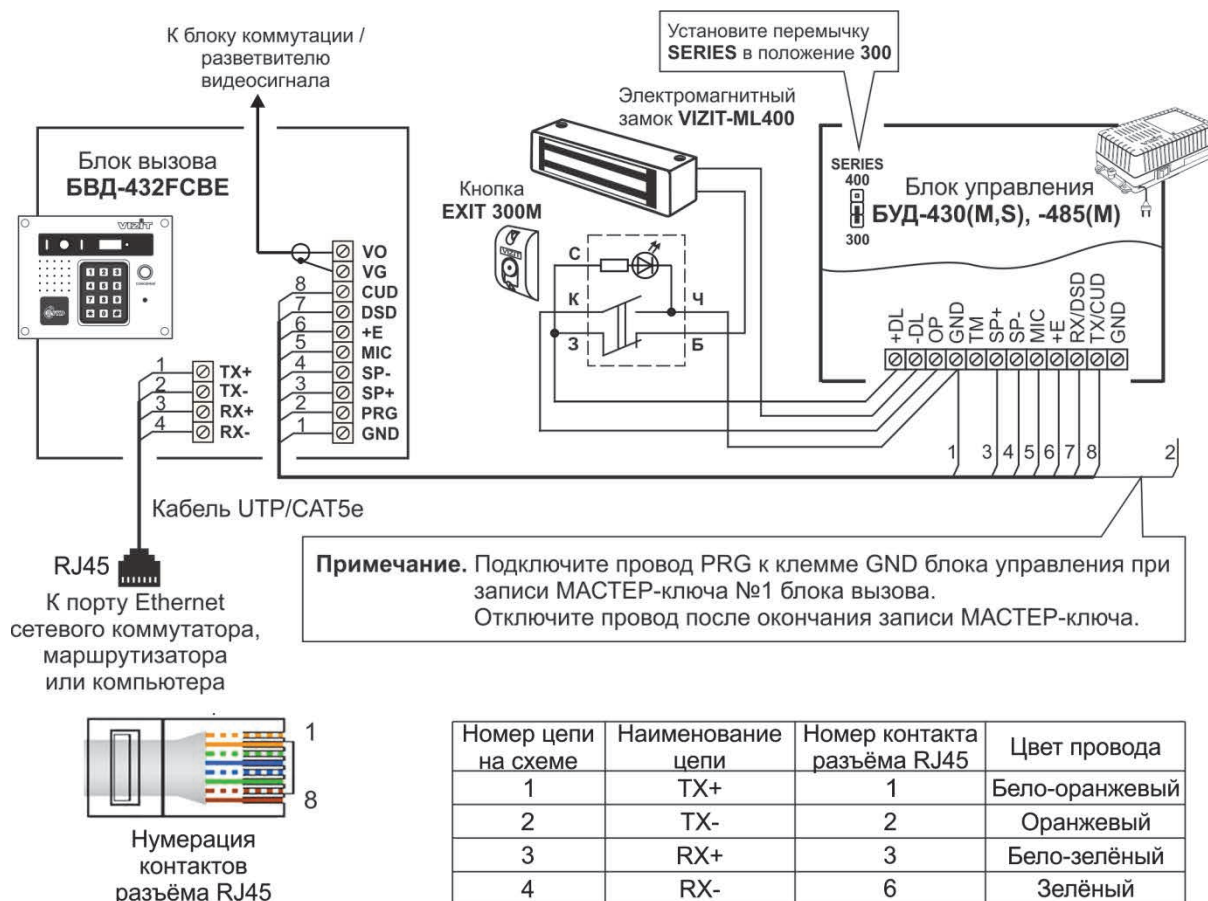 К блоку коммутации /
разветвителю
видеосигнала
Установите перемычку
SERIES в положение 300
Электромагнитный
замок VIZIT-ML400
Блок вызова
БВД-432FCBE
VIZIT
Кнопка
EXIT 300M
SERIES
400
300
Блок управления
БУД-430(M,S), -485(M)
VO
VG
8 CUD
7 DSD
6 +E
5 MIC
4 SP-
3 SP+
2 PRG
1 GND
1 TX+
2 TX-
3 RX+
4 RX-
С
К
З
Ч
Б
+DL
-DL
OP
GND
TM
SP+
SP-
MIC
+E
RX/DSD
TX/CUD
GND
1 3 4 5 6 7 8 2
Кабель UTP/CAT5e
RJ45
К порту Ethernet
сетевого коммутатора,
маршрутизатора
или компьютера
Примечание. Подключите провод PRG к клемме GND блока управления при
записи МАСТЕР-ключа №1 блока вызова.
Отключите провод после окончания записи МАСТЕР-ключа.
1
8
Нумерация
контактов
разъёма RJ45
Номер цепи на схеме | Наименование цепи | Номер контакта разъёма RJ45 | Цвет провода
1 TX+ 1 Бело-оранжевый
2 TX- 2 Оранжевый
3 RX+ 3 Бело-зелёный
4 RX- 6 Зелёный